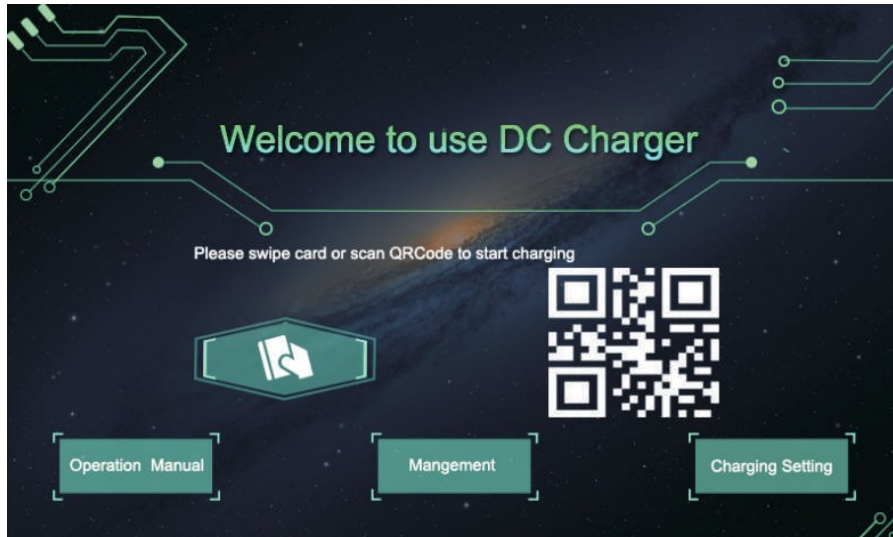 Welcome to use DC Charger
Please swipe card or scan QRCode to start charging
Operation Manual
Mangement
Charging Setting